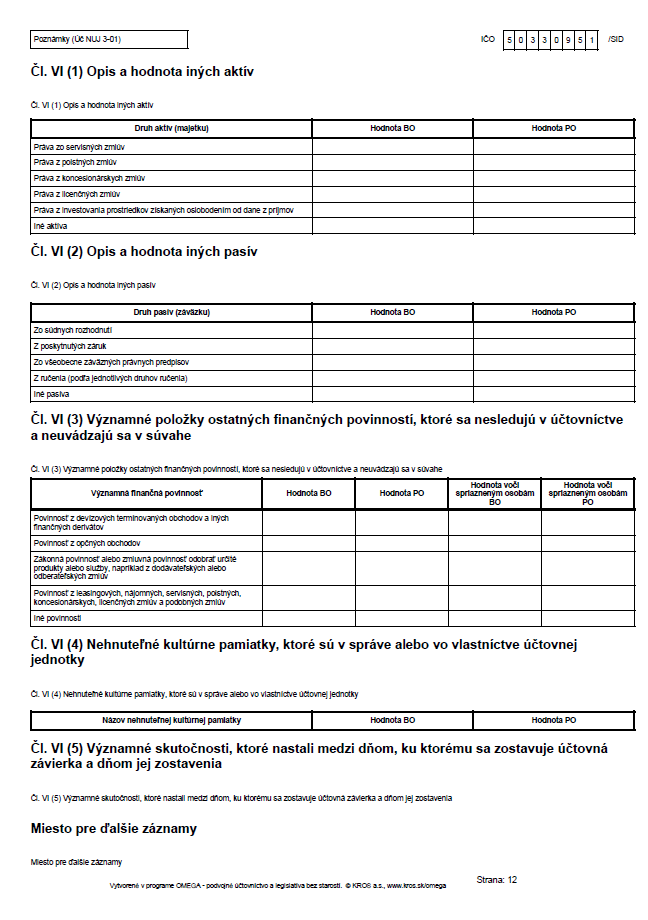 Poznámky (Úč NUJ 3-01)
IČO 5 0 3 3 0 9 5 1 /SID
Čl. VI (1) Opis a hodnota iných aktív
Čl. VI (1) Opis a hodnota iných aktív
Druh aktív (majetku) Hodnota BO Hodnota PO
Práva zo servisných zmlúv
Práva z poistných zmlúv
Práva z koncesionárskych zmlúv
Práva z licenčných zmlúv
Práva z investovania prostriedkov získaných oslobodením od dane z príjmov
Iné aktíva
Čl. VI (2) Opis a hodnota iných pasív
Čl. VI (2) Opis a hodnota iných pasív
Druh pasív (záväzku) Hodnota BO Hodnota PO
Zo súdnych rozhodnutí
Z poskytnutých záruk
Zo všeobecne záväzných právnych predpisov
Z ručenia (podľa jednotlivých druhov ručenia)
Iné pasíva
Čl. VI (3) Významné položky ostatných finančných povinností, ktoré sa nesledujú v účtovníctve
a neuvádzajú sa v súvahe
Čl. VI (3) Významné položky ostatných finančných povinností, ktoré sa nesledujú v účtovníctve a neuvádzajú sa v súvahe
Významná finančná povinnosť Hodnota BO Hodnota PO Hodnota voči spriazneným osobám BO Hodnota voči spriazneným osobám PO
Povinnosť z devízových termínovaných obchodov a iných
finančných derivátov
Povinnosť z opčných obchodov
Zákonná povinnosť alebo zmluvná povinnosť odobrať určité
produkty alebo služby, napríklad z dodávateľských alebo
odberateľských zmlúv
Povinnosť z leasingových, nájomných, servisných, poistných,
koncesionárskych, licenčných zmlúv a podobných zmlúv
Iné povinnosti
Čl. VI (4) Nehnuteľné kultúrne pamiatky, ktoré sú v správe alebo vo vlastníctve účtovnej
jednotky
Čl. VI (4) Nehnuteľné kultúrne pamiatky, ktoré sú v správe alebo vo vlastníctve účtovnej jednotky
Názov nehnuteľnej kultúrnej pamiatky Hodnota BO Hodnota PO
Čl. VI (5) Významné skutočnosti, ktoré nastali medzi dňom, ku ktorému sa zostavuje účtovná
závierka a dňom jej zostavenia
Čl. VI (5) Významné skutočnosti, ktoré nastali medzi dňom, ku ktorému sa zostavuje účtovná závierka a dňom jej zostavenia
Miesto pre ďalšie záznamy
Miesto pre ďalšie záznamy
Strana: 12
Vytvorené v programe OMEGA - podvojné účtovníctvo a legislatíva bez starostí. © KROS a.s., www.kros.sk/omega